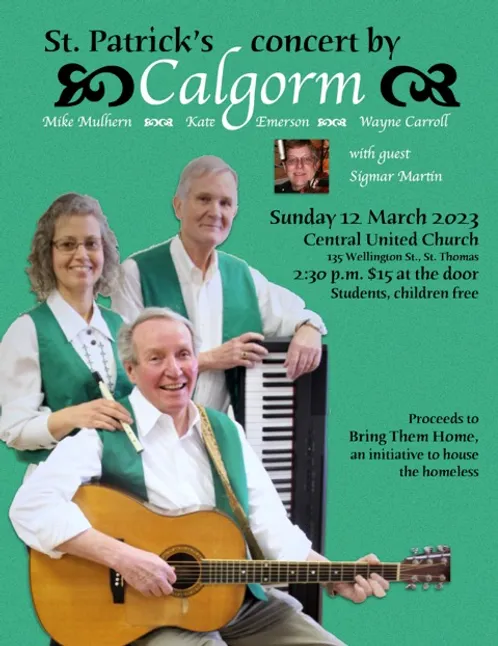 St. Patrick's concert by
Calgorm
Mike Mulhern Kate Emerson Wayne Carroll
with guest
Sigmar Martin
Sunday 12 March 2023
Central United Church
135 Wellington St., St. Thomas
2:30 p.m. $15 at the door
Students, children free
Proceeds to
Bring Them Home,
an initiative to house
the homeless